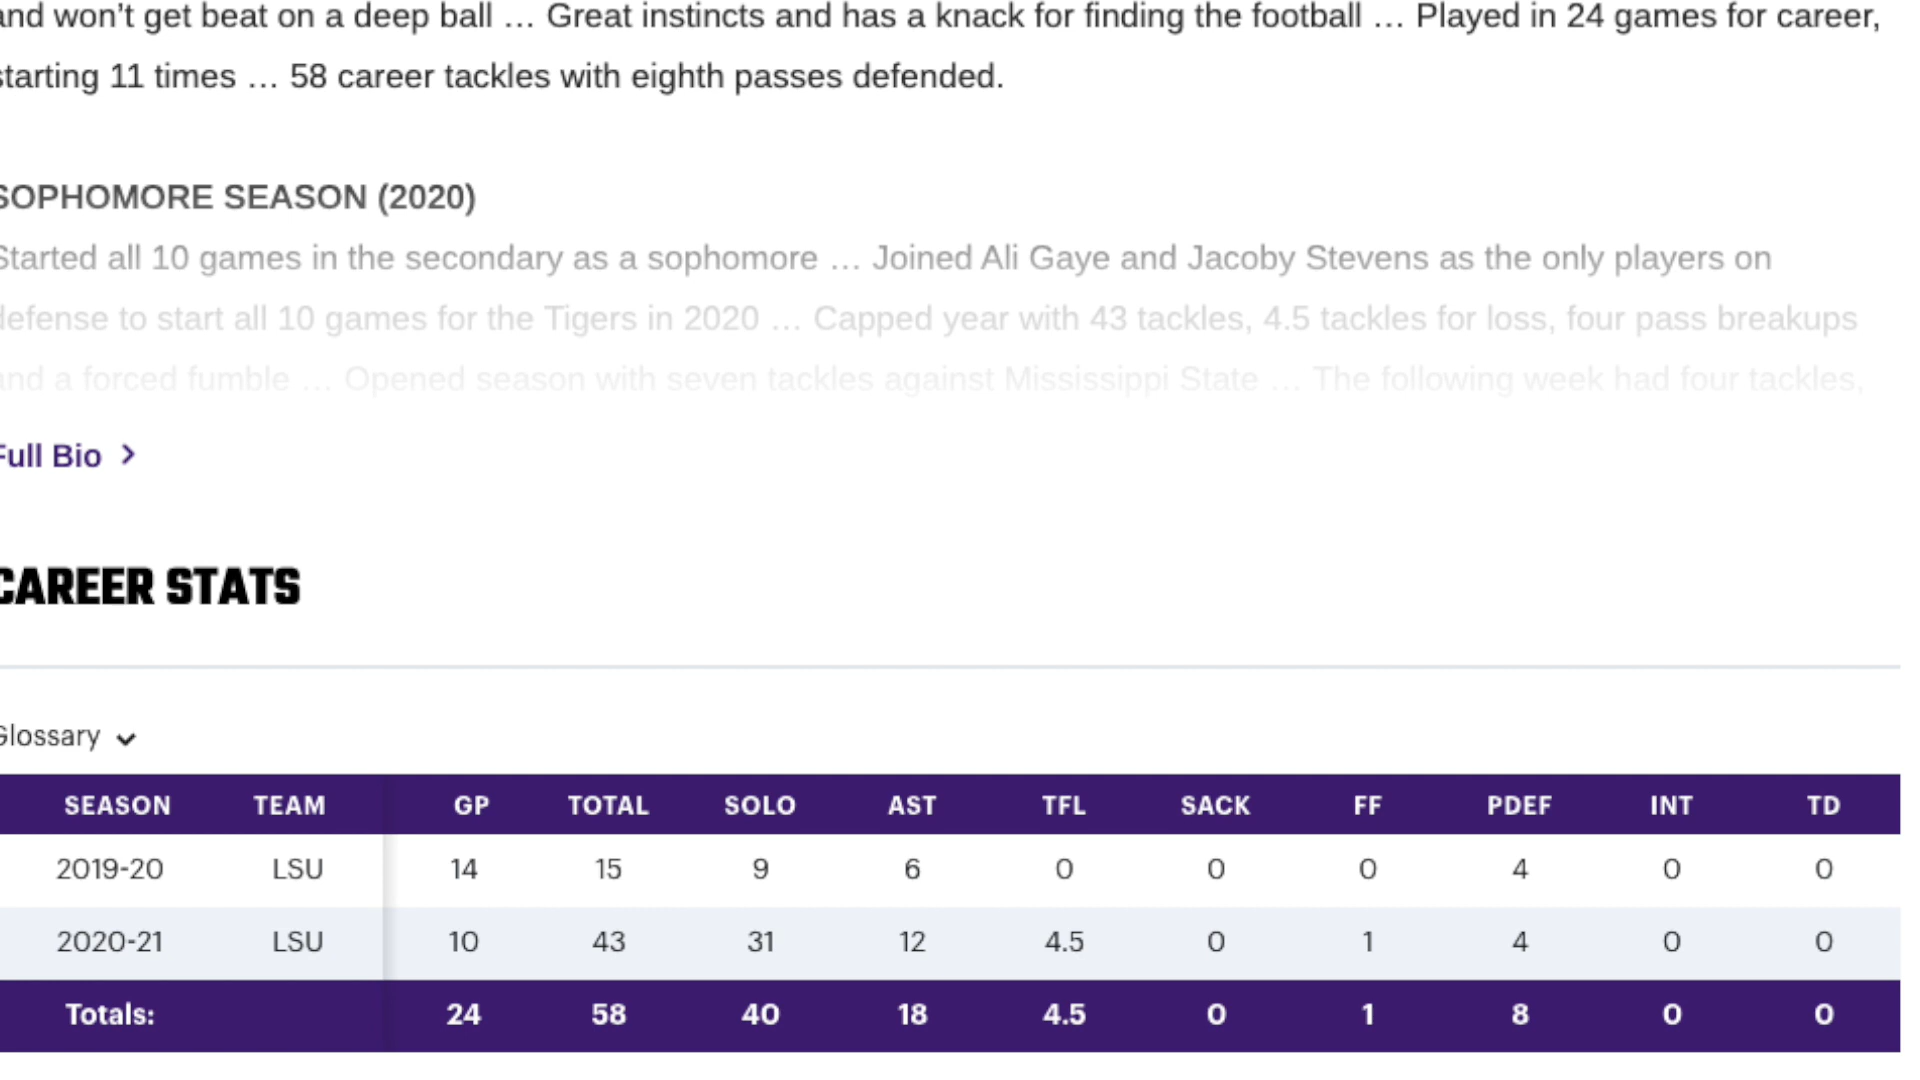 and won't get beat on a deep ball … Great instincts and has a knack for finding the football … Played in 24 games for career,
starting 11 times … 58 career tackles with eighth passes defended.
SOPHOMORE SEASON (2020)
Started all 10 games in the secondary as a sophomore … Joined Ali Gaye and Jacoby Stevens as the only players on
defense to start all 10 games for the Tigers in 2020 … Capped year with 43 tackles, 4.5 tackles for loss, four pass breakups
and a forced fumble … Opened season with seven tackles against Mississippi State … The following week had four tackles,
Full Bio >
CAREER STATS
Glossary
SEASON TEAM GP TOTAL SOLO AST TFL SACK FF PDEF INT TD
2019-20 LSU 14 15 9 6 0 0 0 4 0 0
2020-21 LSU 10 43 31 12 4.5 0 1 4 0 0
Totals: 24 58 40 18 4.5 0 1 8 0 0